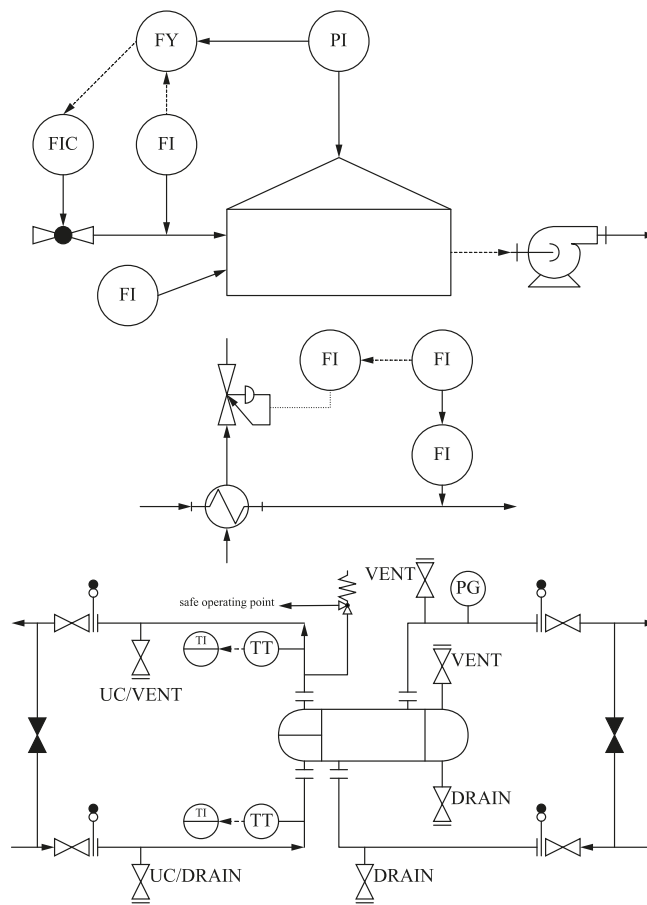 FY
PI
FIC
FI
FI
FI
FI
FI
VENT
PG
safe operating point
TI
TT
VENT
UC/VENT
DRAIN
TI
TT
UC/DRAIN
DRAIN